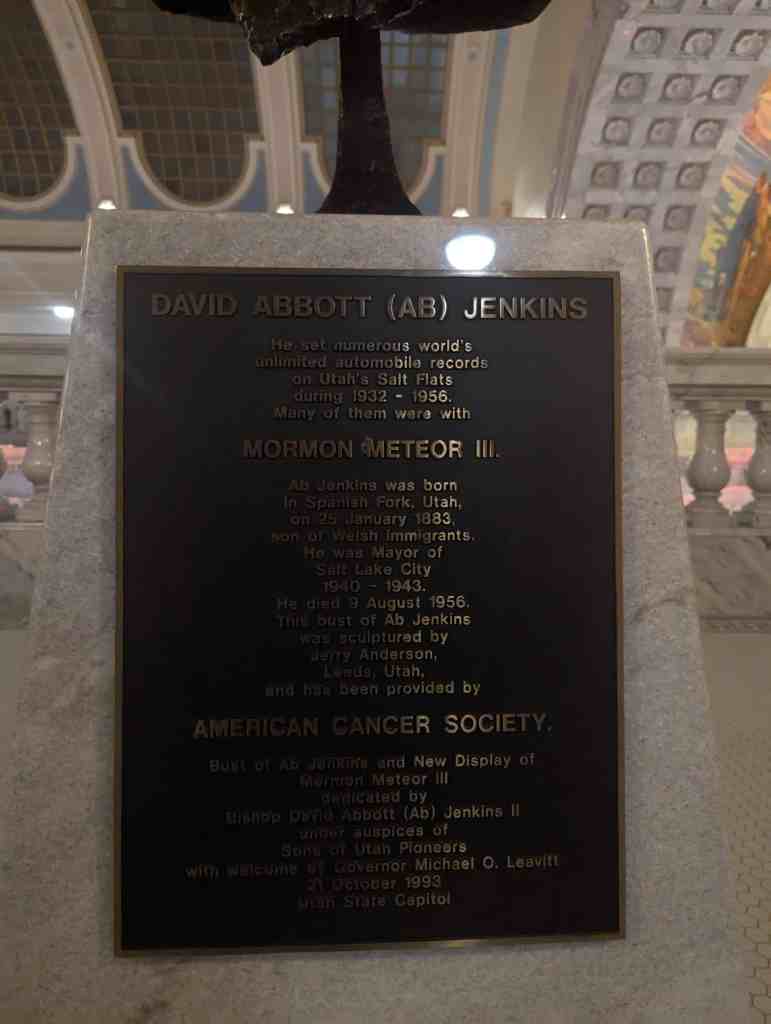 DAVID ABBOTT (AB) JENKINS
He set numerous world's
unlimited automobile records
on Utah's Salt Flats
during 1932 - 1956.
Many of them were with
MORMON METEOR III.
Ab Jenkins was born
in Spanish Fork, Utah,
on 25 January 1883,
son of Welsh immigrants.
He was Mayor of
Salt Lake City
1940 - 1943.
He died 9 August 1956.
This bust of Ab Jenkins
was sculptured by
Jerry Anderson,
Leeds, Utah,
and has been provided by
AMERICAN CANCER SOCIETY.
Bust of Ab Jenkins and New Display of
Mormon Meteor III
dedicated by
Bishop David Abbott (Ab) Jenkins II
under auspices of
Sons of Utah Pioneers
with welcome by Governor Michael O. Leavitt
21 October 1993
Utah State Capitol